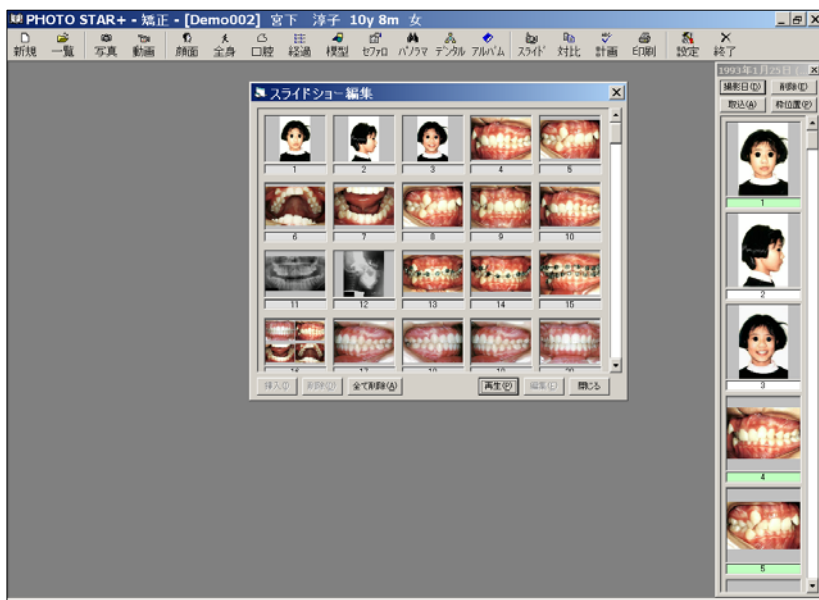 PHOTO STAR+ - 矯正 - [Demo002] 宮下 淳子 10y 8m 女
新規 一覧 写真 動画 顔面 全身 口腔 経過 模型 セファロ パノラマ デンタル アルバム スライド 対比 計画 印刷 設定 終了
1993年1月25日 (
撮影日(D) 削除(E)
取込(A) 枠位置(P)
スライドショー編集
1 2 3 4 5
6 7 8 9 10
11 12 13 14 15
16 17 18 19 20
挿入(I) 削除(D) 全て削除(A) 再生(P) 編集(E) 閉じる
1
2
3
4
5